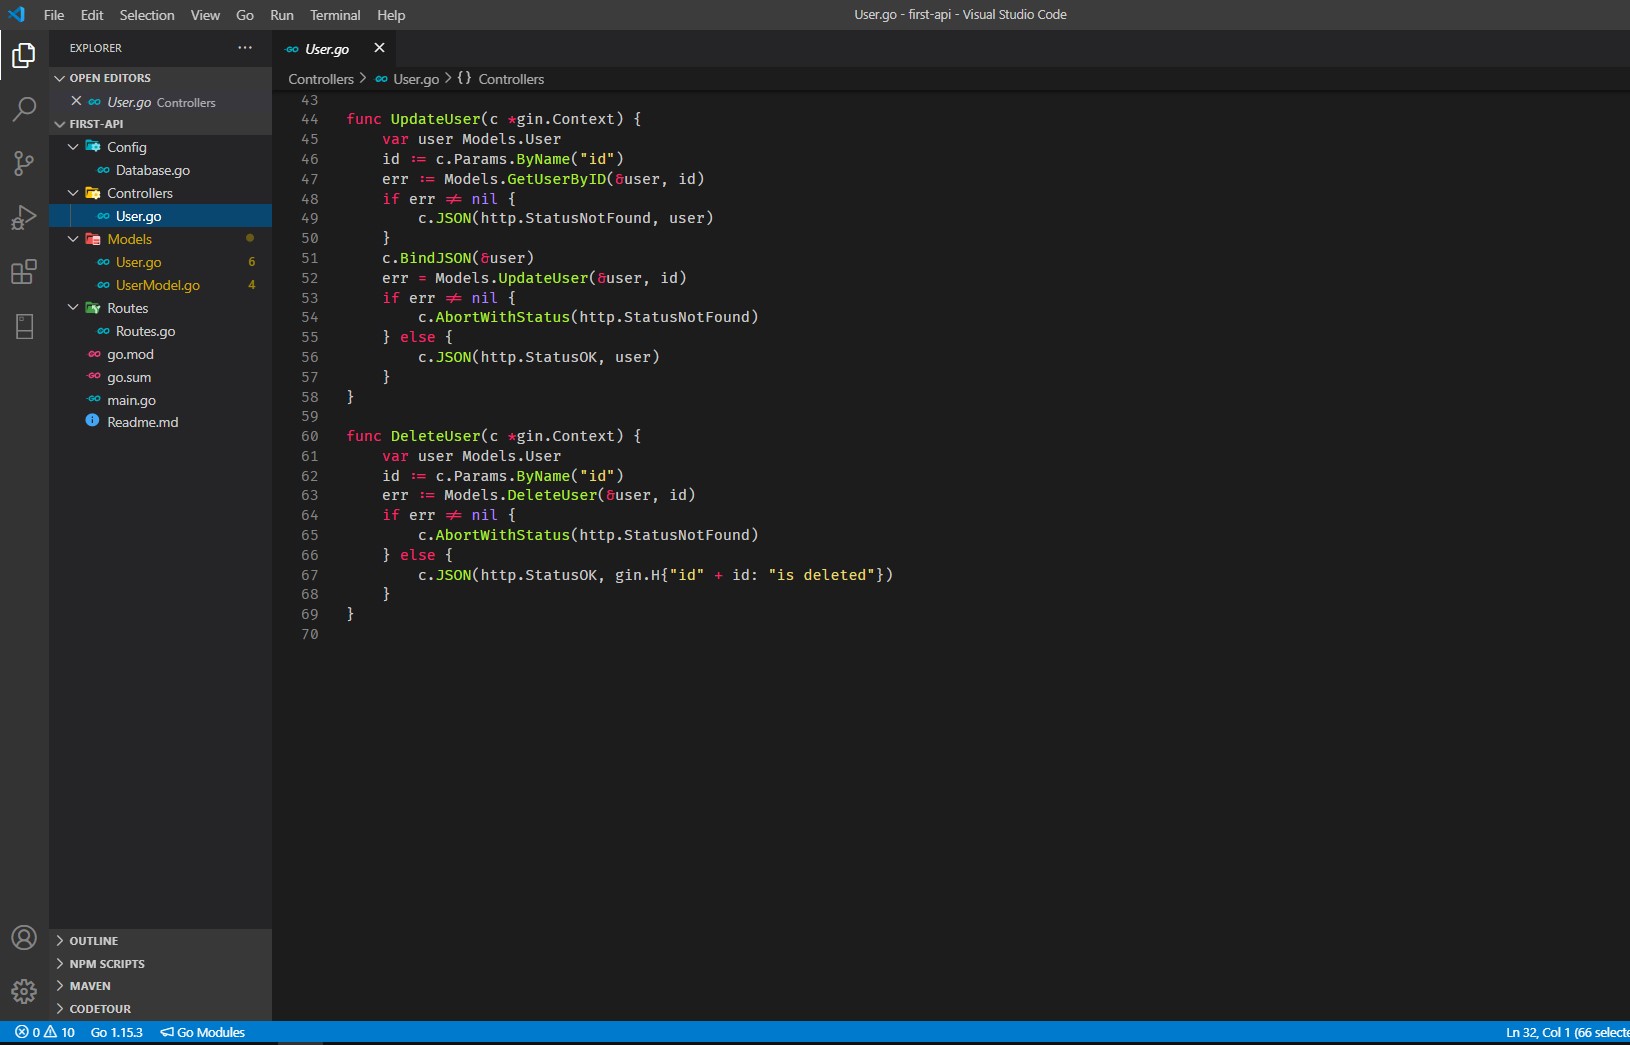 File Edit Selection View Go Run Terminal Help
User.go - first-api - Visual Studio Code
EXPLORER ···
OPEN EDITORS
User.go Controllers
FIRST-API
Config
Database.go
Controllers
User.go
Models
User.go 6
UserModel.go 4
Routes
Routes.go
go.mod
go.sum
main.go
Readme.md
OUTLINE
NPM SCRIPTS
MAVEN
CODETOUR
User.go
Controllers > User.go > {} Controllers
43
44 func UpdateUser(c *gin.Context) {
45     var user Models.User
46     id := c.Params.ByName("id")
47     err := Models.GetUserByID(&user, id)
48     if err != nil {
49         c.JSON(http.StatusNotFound, user)
50     }
51     c.BindJSON(&user)
52     err = Models.UpdateUser(&user, id)
53     if err != nil {
54         c.AbortWithStatus(http.StatusNotFound)
55     } else {
56         c.JSON(http.StatusOK, user)
57     }
58 }
59
60 func DeleteUser(c *gin.Context) {
61     var user Models.User
62     id := c.Params.ByName("id")
63     err := Models.DeleteUser(&user, id)
64     if err != nil {
65         c.AbortWithStatus(http.StatusNotFound)
66     } else {
67         c.JSON(http.StatusOK, gin.H{"id" + id: "is deleted"})
68     }
69 }
70
0 10 Go 1.15.3 Go Modules
Ln 32, Col 1 (66 selecte